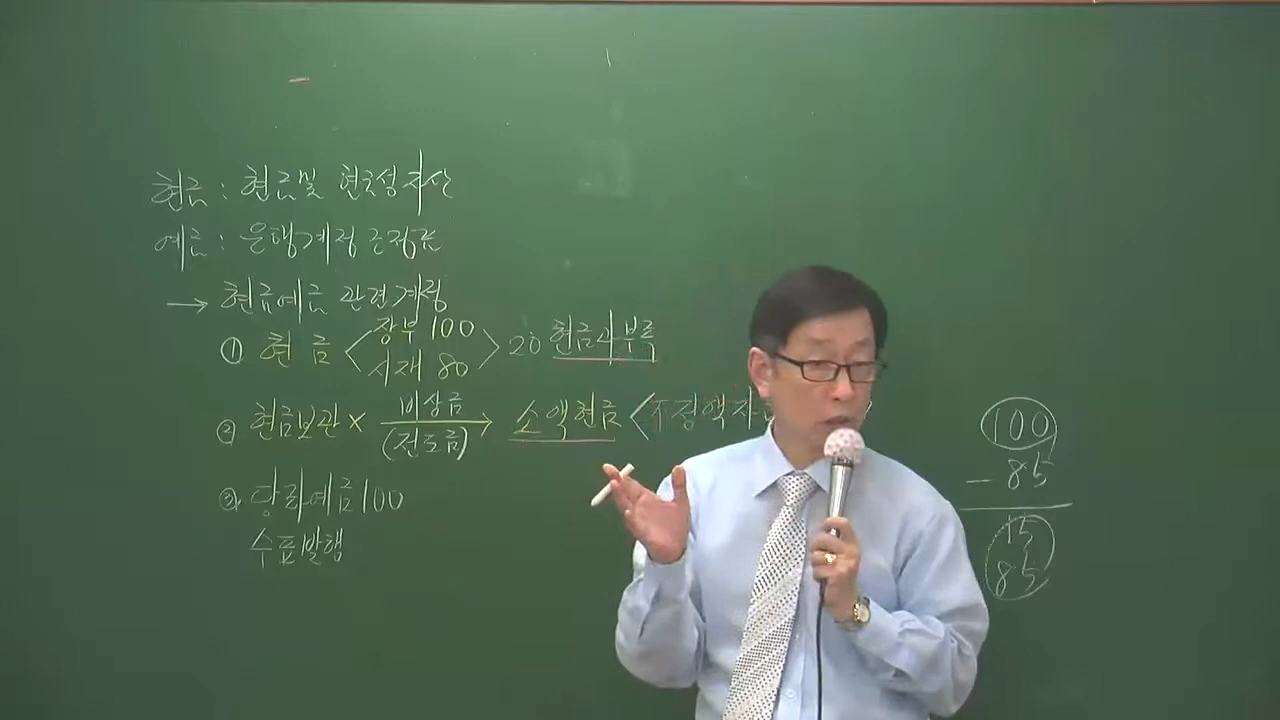 현금 : 현금 및 현금성 자산
예금 : 은행계정 조정표
→ 현금예금 관련계정
① 현금 < 장부 100 시재 80 > 20 현금과부족
② 현금보관 × 비상금 (전도금) → 소액현금 < 부정액자
③ 당좌예금 100
수표발행
100
- 85
15
85